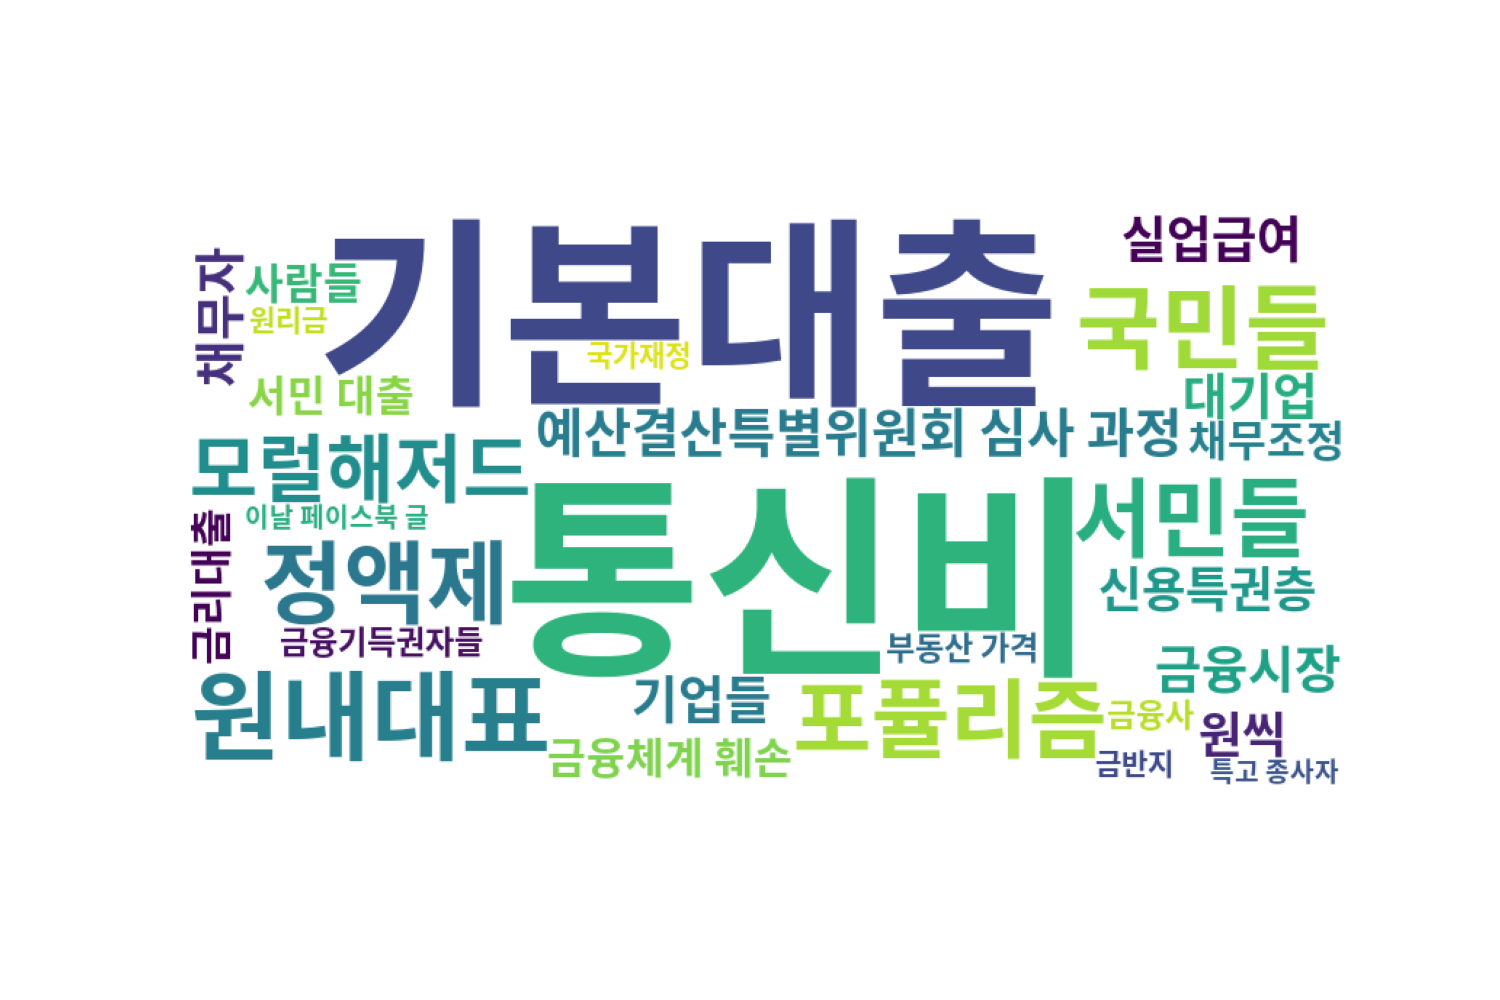 기본대출
실업급여
채무자
사람들
원리금
국민들
국가재정
서민 대출
대기업
예산결산특별위원회 심사 과정
채무조정
모럴해저드
통신비
서민들
이날 페이스북 글
금리대출
정액제
신용특권층
금융기득권자들
부동산 가격
금융시장
원내대표
기업들
포퓰리즘
금융사
원씩
금융체계 훼손
금반지
특고 종사자